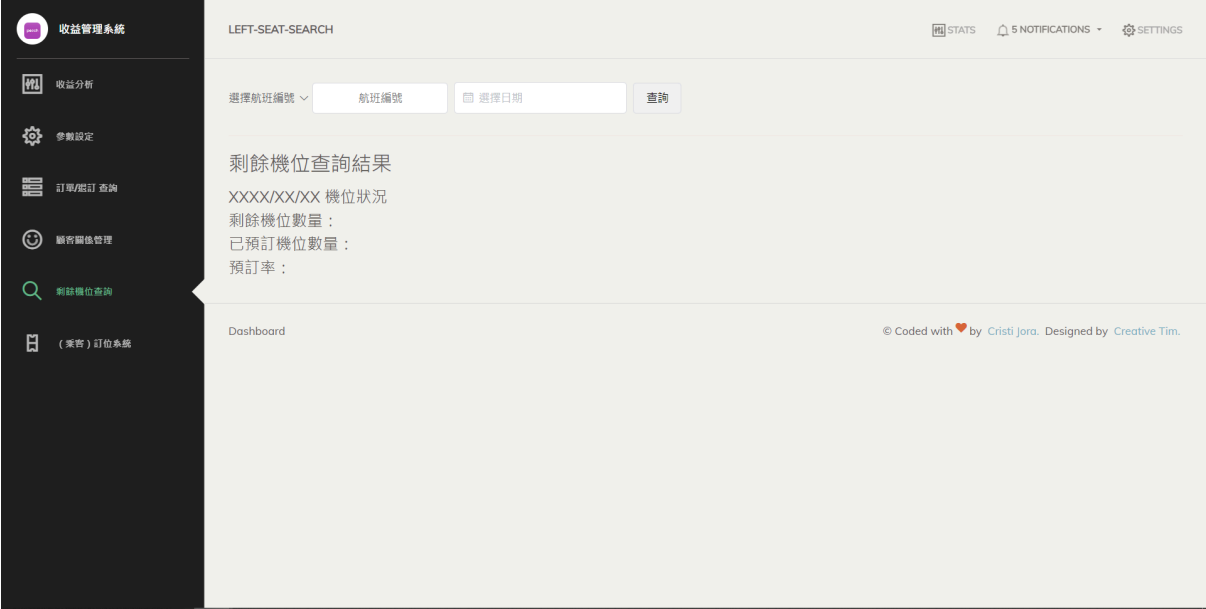 收益管理系統
收益分析
參數設定
訂單/退訂 查詢
顧客關係管理
剩餘機位查詢
（乘客）訂位系統
LEFT-SEAT-SEARCH
STATS
5 NOTIFICATIONS
SETTINGS
選擇航班編號 航班編號 選擇日期 查詢
剩餘機位查詢結果
XXXX/XX/XX 機位狀況
剩餘機位數量：
已預訂機位數量：
預訂率：
Dashboard
© Coded with by Cristi Jora. Designed by Creative Tim.